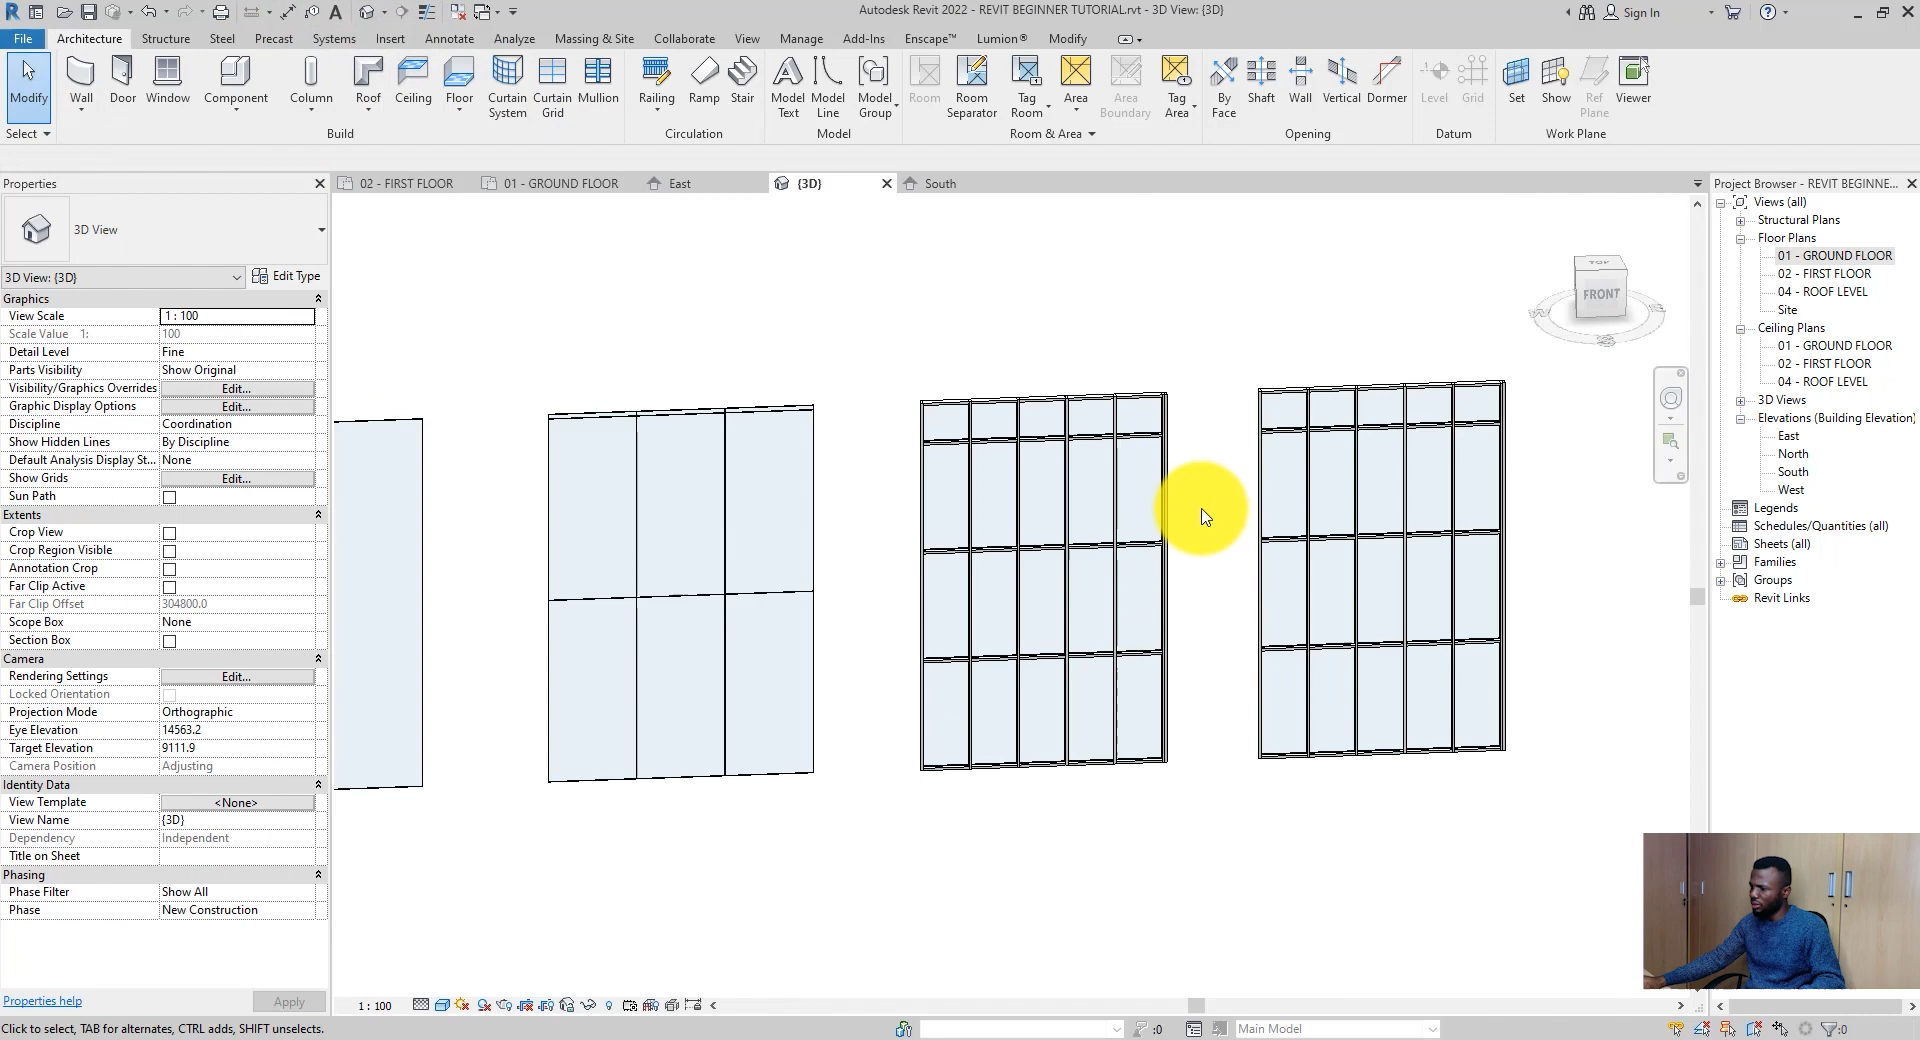 Autodesk Revit 2022 - REVIT BEGINNER TUTORIAL.rvt - 3D View: {3D}
Sign In
File Architecture Structure Steel Precast Systems Insert Annotate Analyze Massing & Site Collaborate View Manage Add-Ins Enscape™ Lumion® Modify
Modify Wall Door Window Component Column Roof Ceiling Floor Curtain System Curtain Grid Mullion Railing Ramp Stair Model Text Model Line Model Group Room Room Separator Tag Room Area Area Boundary Tag Area By Face Shaft Wall Vertical Dormer Level Grid Set Show Ref Plane Viewer
Select Build Circulation Model Room & Area Opening Datum Work Plane
Properties
02 - FIRST FLOOR 01 - GROUND FLOOR East {3D} South
3D View
3D View: {3D} Edit Type
Graphics
View Scale 1 : 100
Scale Value 1: 100
Detail Level Fine
Parts Visibility Show Original
Visibility/Graphics Overrides Edit...
Graphic Display Options Edit...
Discipline Coordination
Show Hidden Lines By Discipline
Default Analysis Display St... None
Show Grids Edit...
Sun Path
Extents
Crop View
Crop Region Visible
Annotation Crop
Far Clip Active
Far Clip Offset 304800.0
Scope Box None
Section Box
Camera
Rendering Settings Edit...
Locked Orientation
Projection Mode Orthographic
Eye Elevation 14563.2
Target Elevation 9111.9
Camera Position Adjusting
Identity Data
View Template <None>
View Name {3D}
Dependency Independent
Title on Sheet
Phasing
Phase Filter Show All
Phase New Construction
Properties help Apply
TOP
FRONT
W
S
Project Browser - REVIT BEGINNE...
Views (all)
Structural Plans
Floor Plans
01 - GROUND FLOOR
02 - FIRST FLOOR
04 - ROOF LEVEL
Site
Ceiling Plans
01 - GROUND FLOOR
02 - FIRST FLOOR
04 - ROOF LEVEL
3D Views
Elevations (Building Elevation)
East
North
South
West
Legends
Schedules/Quantities (all)
Sheets (all)
Families
Groups
Revit Links
1 : 100
Click to select, TAB for alternates, CTRL adds, SHIFT unselects.
:0
Main Model
:0